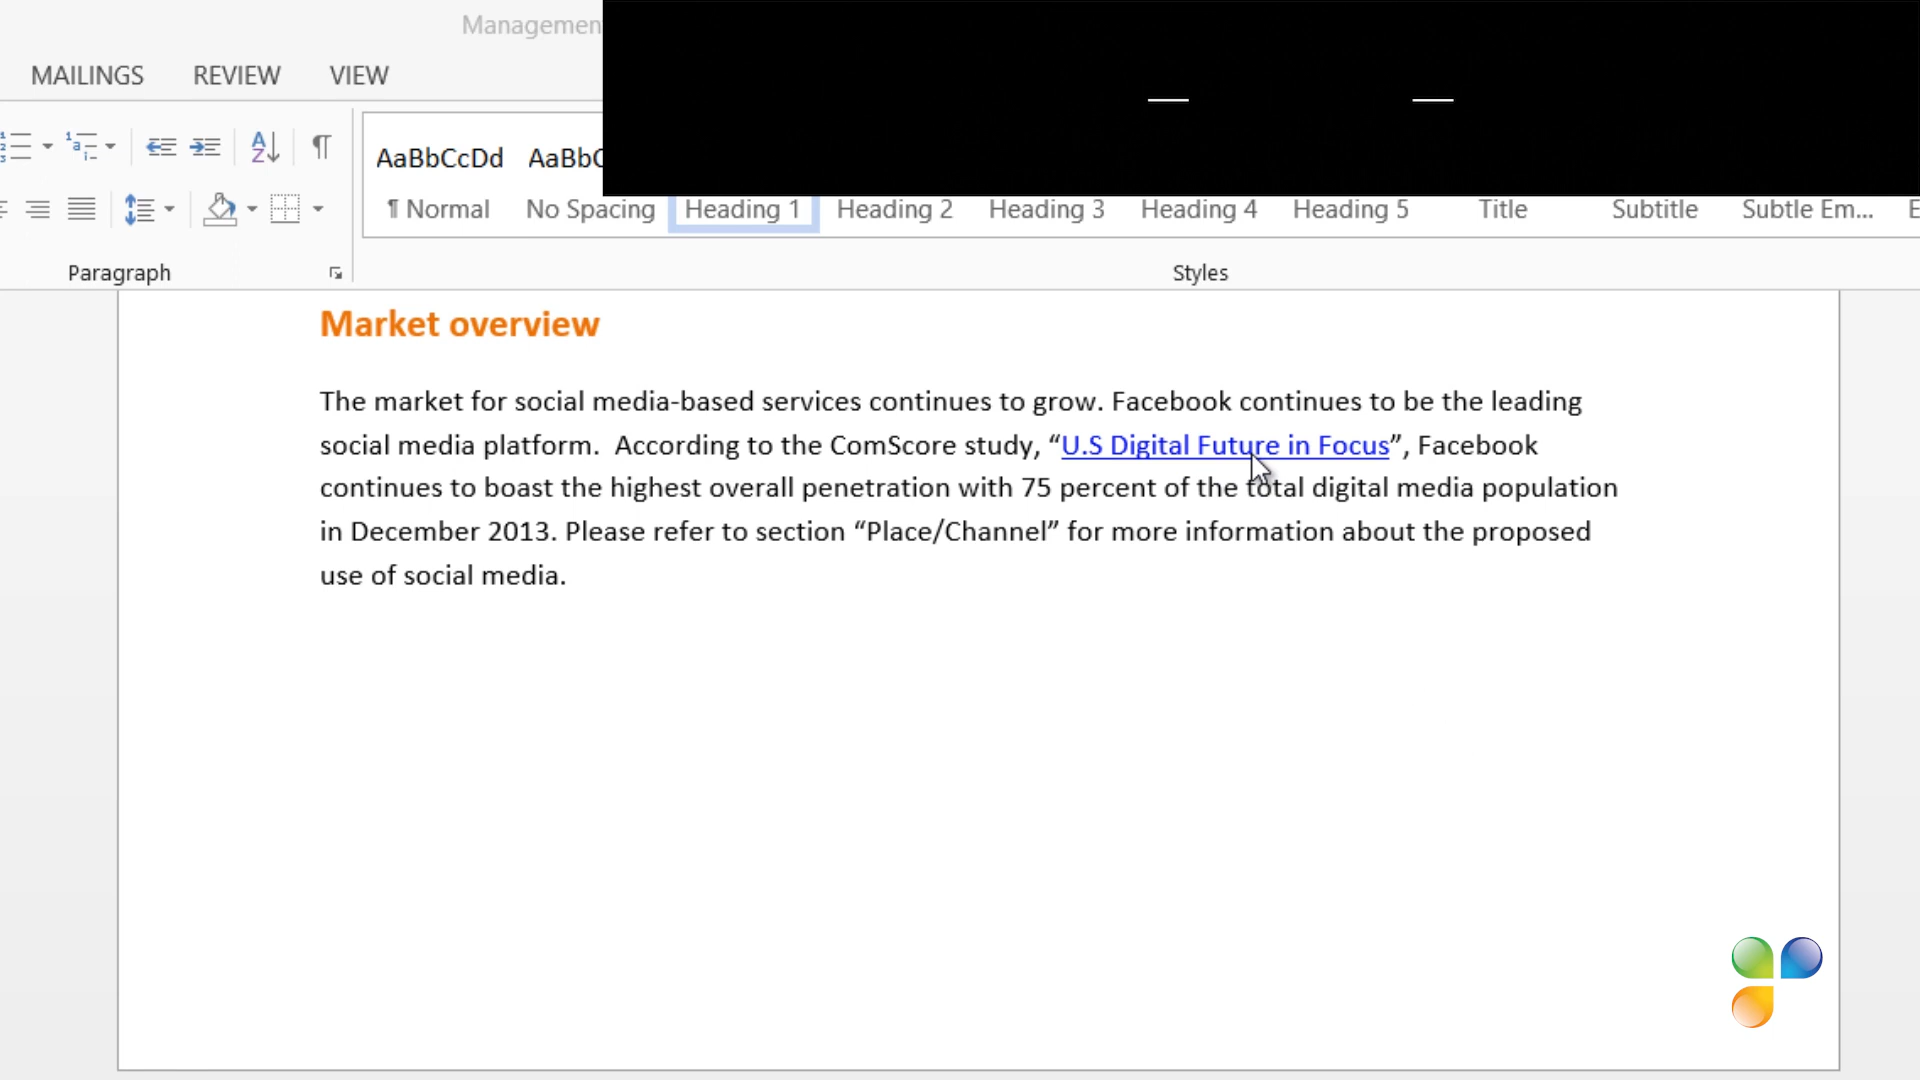 Management
MAILINGS REVIEW VIEW
AaBbCcDd AaBbC
¶ Normal No Spacing Heading 1 Heading 2 Heading 3 Heading 4 Heading 5 Title Subtitle Subtle Em...
Paragraph Styles
Market overview
The market for social media-based services continues to grow. Facebook continues to be the leading
social media platform.  According to the ComScore study, “U.S Digital Future in Focus”, Facebook
continues to boast the highest overall penetration with 75 percent of the total digital media population
in December 2013. Please refer to section “Place/Channel” for more information about the proposed
use of social media.